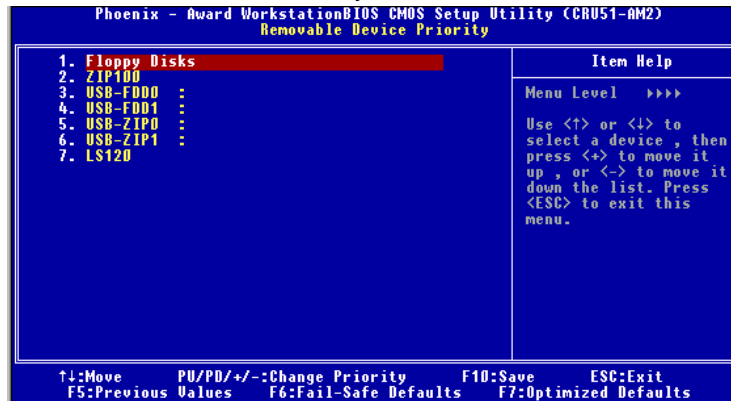 Phoenix - Award WorkstationBIOS CMOS Setup Utility (CRU51-AM2)
Removable Device Priority
1. Floppy Disks
2. ZIP100
3. USB-FDD0 :
4. USB-FDD1 :
5. USB-ZIP0 :
6. USB-ZIP1 :
7. LS120
Item Help
Menu Level ▸▸▸▸
Use <↑> or <↓> to
select a device , then
press <+> to move it
up , or <-> to move it
down the list. Press
<ESC> to exit this
menu.
↑↓:Move PU/PD/+/-:Change Priority F10:Save ESC:Exit
F5:Previous Values F6:Fail-Safe Defaults F7:Optimized Defaults